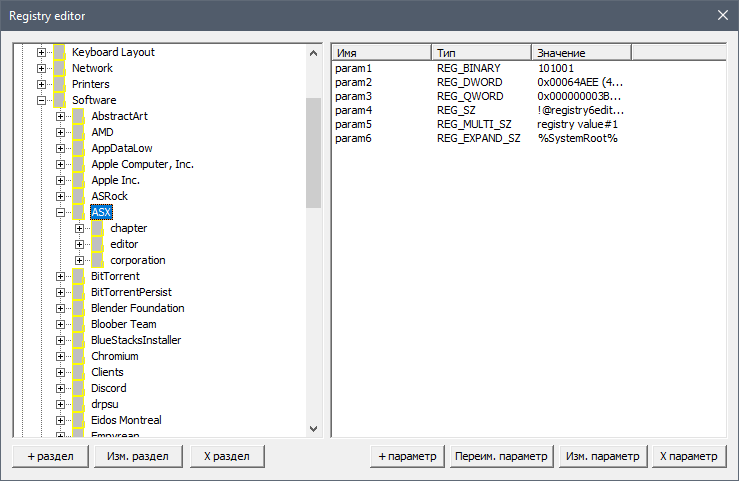 Registry editor
Keyboard Layout
Network
Printers
Software
AbstractArt
AMD
AppDataLow
Apple Computer, Inc.
Apple Inc.
ASRock
ASX
chapter
editor
corporation
BitTorrent
BitTorrentPersist
Blender Foundation
Bloober Team
BlueStacksInstaller
Chromium
Clients
Discord
drpsu
Eidos Montreal
Empyrean
Имя Тип Значение
param1 REG_BINARY 101001
param2 REG_DWORD 0x00064AEE (4...
param3 REG_QWORD 0x000000003B...
param4 REG_SZ !@registry6edit...
param5 REG_MULTI_SZ registry value#1
param6 REG_EXPAND_SZ %SystemRoot%
+ раздел Изм. раздел X раздел + параметр Переим. параметр Изм. параметр X параметр